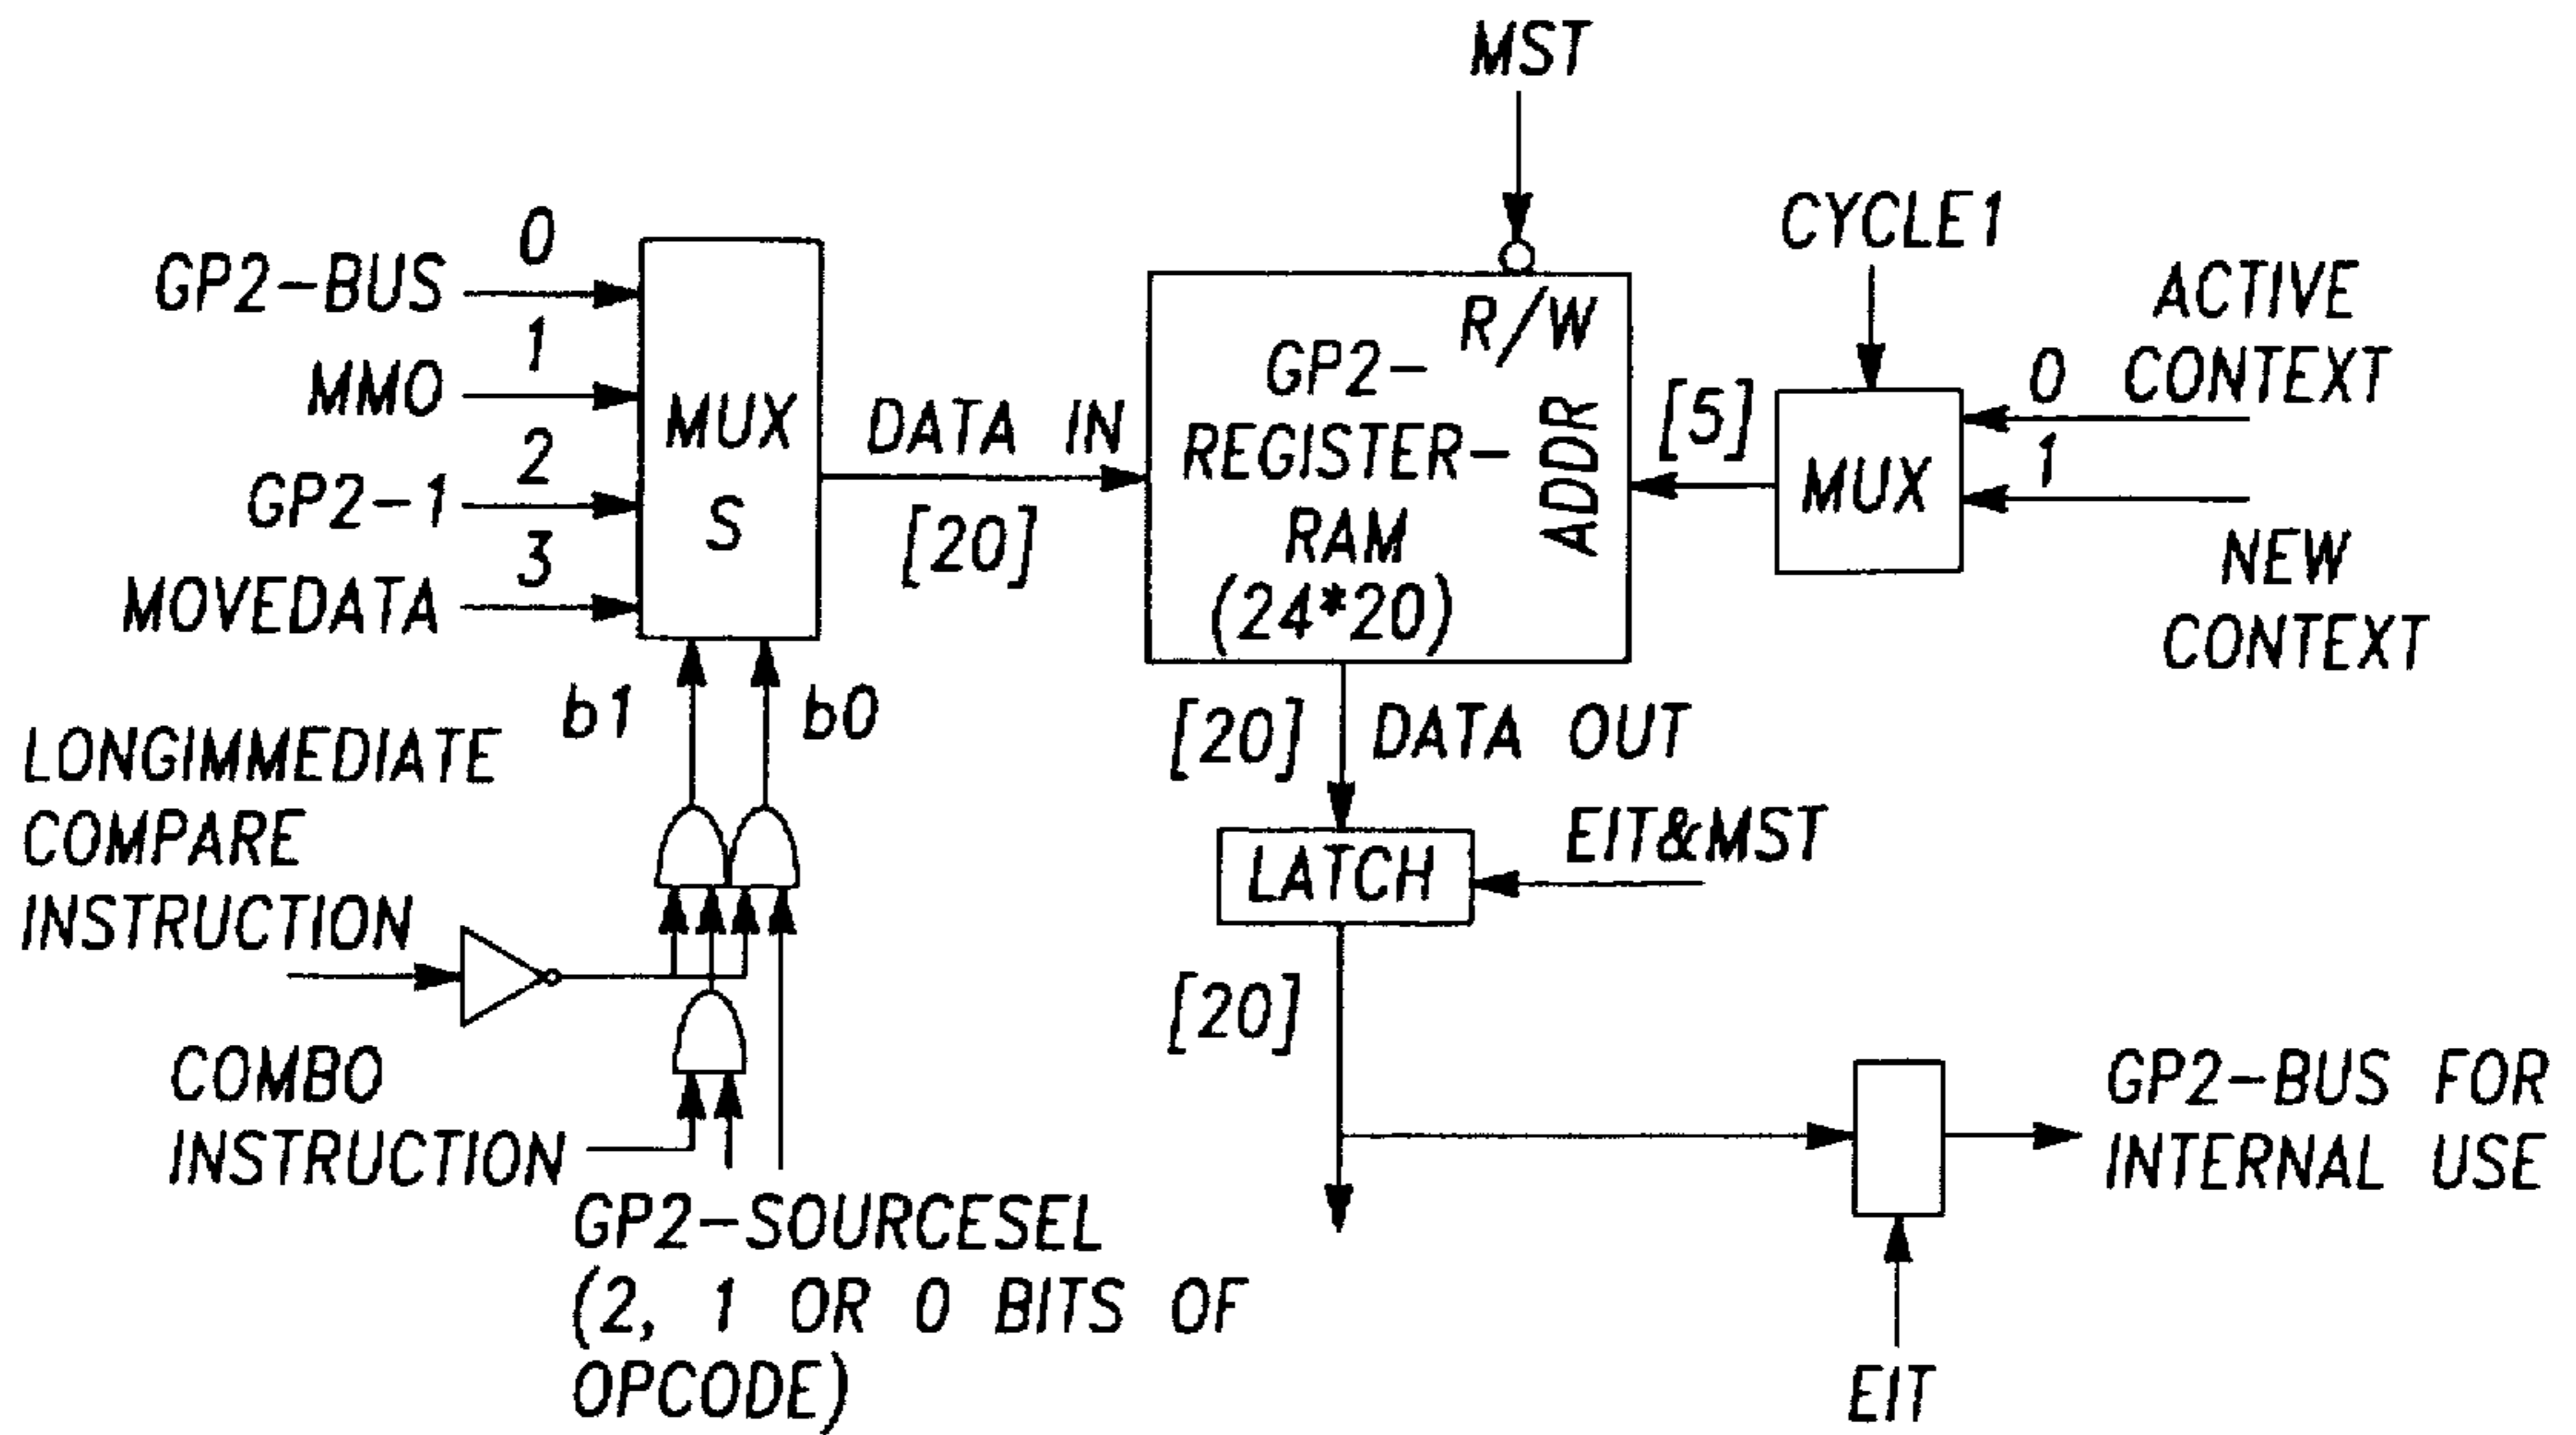 MST
CYCLE1
GP2-BUS
0
MMO
1
GP2-1
2
MOVEDATA
3
MUX
S
b1
b0
DATA IN
[20]
R/W
GP2-
REGISTER-
RAM
(24*20)
ADDR
[5]
MUX
0
1
ACTIVE
CONTEXT
NEW
CONTEXT
[20]
DATA OUT
LATCH
EIT&MST
[20]
LONGIMMEDIATE
COMPARE
INSTRUCTION
COMBO
INSTRUCTION
GP2-SOURCESEL
(2, 1 OR 0 BITS OF
OPCODE)
GP2-BUS FOR
INTERNAL USE
EIT